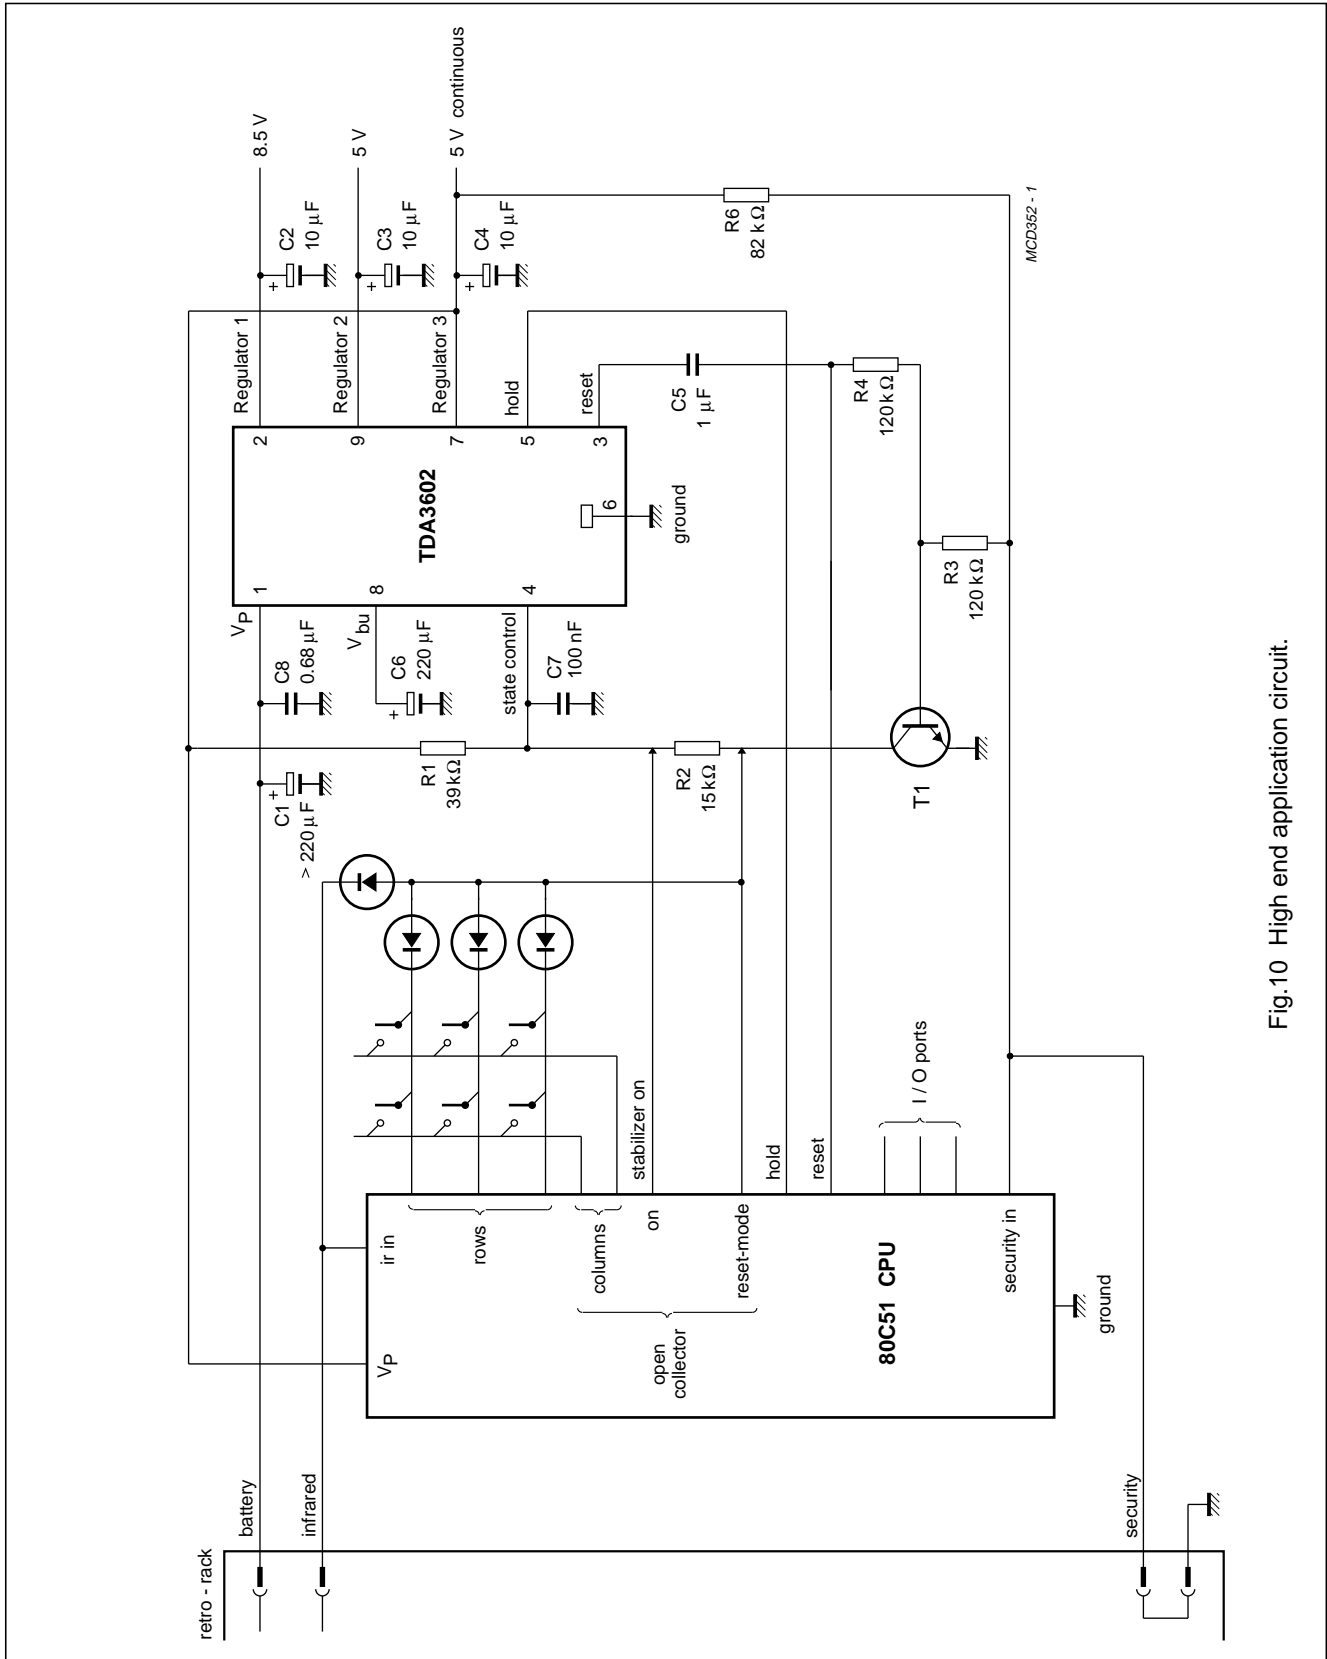 retro - rack
battery
infrared
security
C1
+
> 220 µF
C8
0.68 µF
VP
Vbu
C6
+
220 µF
state control
C7
100 nF
R1
39 kΩ
R2
15 kΩ
TDA3602
1
8
4
2
9
7
5
3
6
ground
Regulator 1
Regulator 2
Regulator 3
hold
reset
+
C2
10 µF
+
C3
10 µF
+
C4
10 µF
8.5 V
5 V
5 V continuous
C5
1 µF
R4
120 kΩ
R3
120 kΩ
R6
82 kΩ
T1
VP
ir in
rows
columns
on
reset-mode
open
collector
80C51 CPU
security in
ground
stabilizer on
hold
reset
I / O ports
MCD352 - 1
Fig.10 High end application circuit.